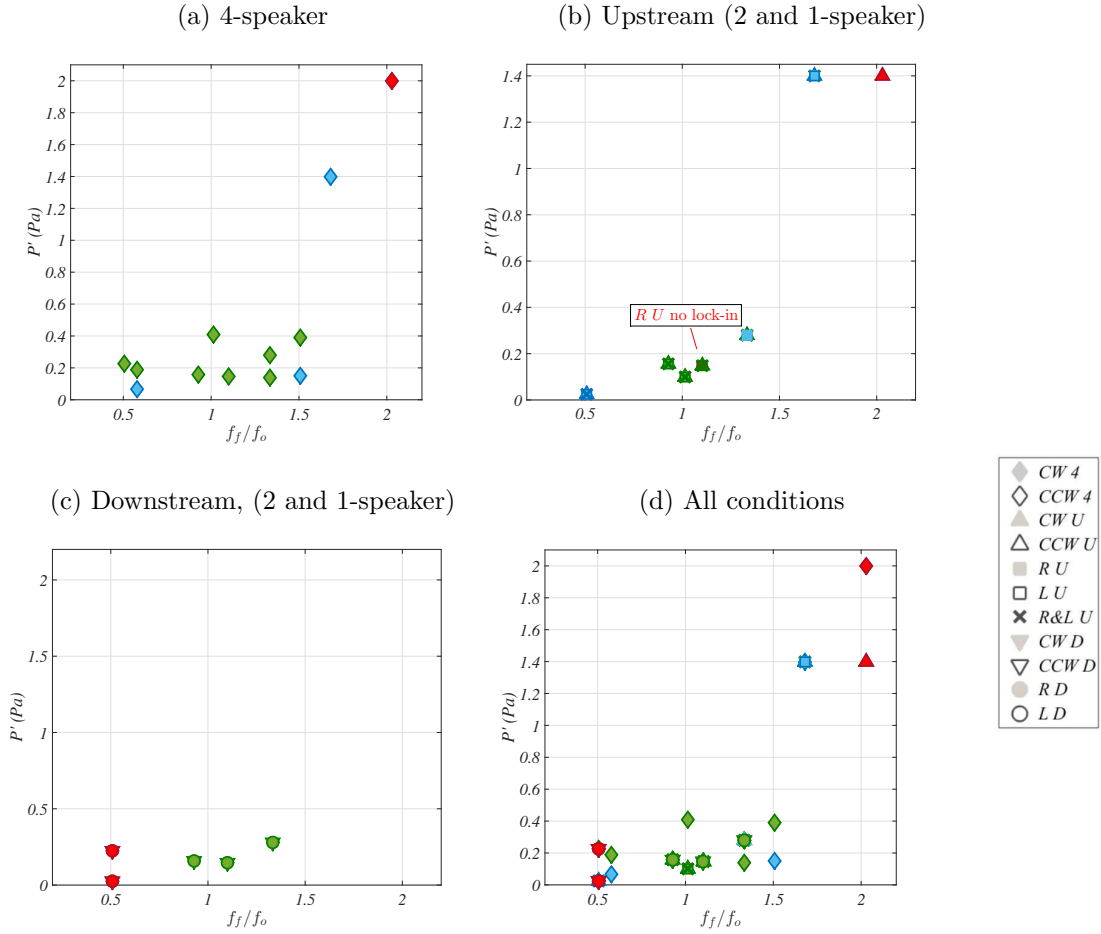 (a) 4-speaker
2
1.8
1.6
1.4
1.2
1
0.8
0.6
0.4
0.2
0
P' (Pa)
0.5
1
1.5
2
f_f/f_o
(b) Upstream (2 and 1-speaker)
1.4
1.2
1
0.8
0.6
0.4
0.2
0
P' (Pa)
R U no lock-in
0.5
1
1.5
2
f_f/f_o
(c) Downstream, (2 and 1-speaker)
2
1.5
1
0.5
0
P' (Pa)
0.5
1
1.5
2
f_f/f_o
(d) All conditions
2
1.8
1.6
1.4
1.2
1
0.8
0.6
0.4
0.2
0
P' (Pa)
0.5
1
1.5
2
f_f/f_o
CW 4
CCW 4
CW U
CCW U
R U
L U
R&L U
CW D
CCW D
R D
L D